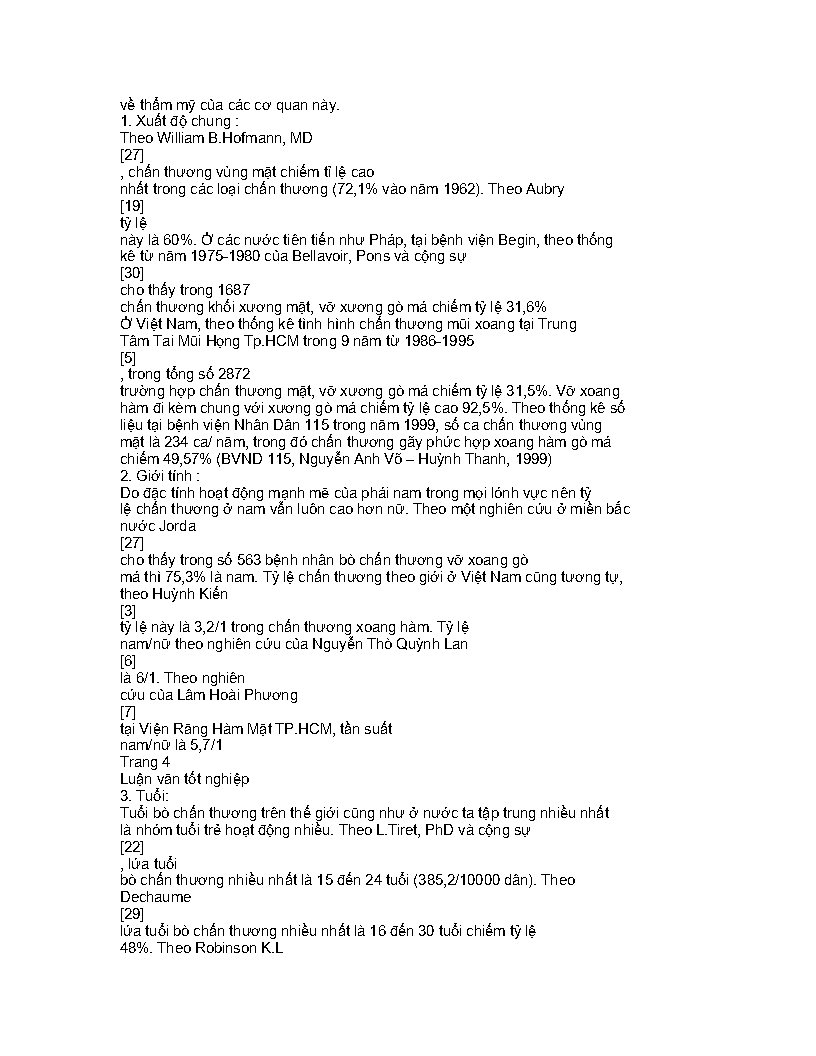 về thẩm mỹ của các cơ quan này.
1. Xuất độ chung :
Theo William B.Hofmann, MD
[27]
, chấn thương vùng mặt chiếm tỉ lệ cao
nhất trong các loại chấn thương (72,1% vào năm 1962). Theo Aubry
[19]
tỷ lệ
này là 60%. Ở các nước tiên tiến như Pháp, tại bệnh viện Begin, theo thống
kê từ năm 1975-1980 của Bellavoir, Pons và cộng sự
[30]
cho thấy trong 1687
chấn thương khối xương mặt, vỡ xương gò má chiếm tỷ lệ 31,6%
Ở Việt Nam, theo thống kê tình hình chấn thương mũi xoang tại Trung
Tâm Tai Mũi Họng Tp.HCM trong 9 năm từ 1986-1995
[5]
, trong tổng số 2872
trường hợp chấn thương mặt, vỡ xương gò má chiếm tỷ lệ 31,5%. Vỡ xoang
hàm đi kèm chung với xương gò má chiếm tỷ lệ cao 92,5%. Theo thống kê số
liệu tại bệnh viện Nhân Dân 115 trong năm 1999, số ca chấn thương vùng
mặt là 234 ca/ năm, trong đó chấn thương gãy phức hợp xoang hàm gò má
chiếm 49,57% (BVND 115, Nguyễn Anh Võ – Huỳnh Thanh, 1999)
2. Giới tính :
Do đặc tính hoạt động mạnh mẽ của phái nam trong mọi lónh vực nên tỷ
lệ chấn thương ở nam vẫn luôn cao hơn nữ. Theo một nghiên cứu ở miền bắc
nước Jorda
[27]
cho thấy trong số 563 bệnh nhân bò chấn thương vỡ xoang gò
má thì 75,3% là nam. Tỷ lệ chấn thương theo giới ở Việt Nam cũng tương tự,
theo Huỳnh Kiến
[3]
tỷ lệ này là 3,2/1 trong chấn thương xoang hàm. Tỷ lệ
nam/nữ theo nghiên cứu của Nguyễn Thò Quỳnh Lan
[6]
là 6/1. Theo nghiên
cứu của Lâm Hoài Phương
[7]
tại Viện Răng Hàm Mặt TP.HCM, tần suất
nam/nữ là 5,7/1
Trang 4
Luận văn tốt nghiệp
3. Tuổi:
Tuổi bò chấn thương trên thế giới cũng như ở nước ta tập trung nhiều nhất
là nhóm tuổi trẻ hoạt động nhiều. Theo L.Tiret, PhD và cộng sự
[22]
, lứa tuổi
bò chấn thương nhiều nhất là 15 đến 24 tuổi (385,2/10000 dân). Theo
Dechaume
[29]
lứa tuổi bò chấn thương nhiều nhất là 16 đến 30 tuổi chiếm tỷ lệ
48%. Theo Robinson K.L